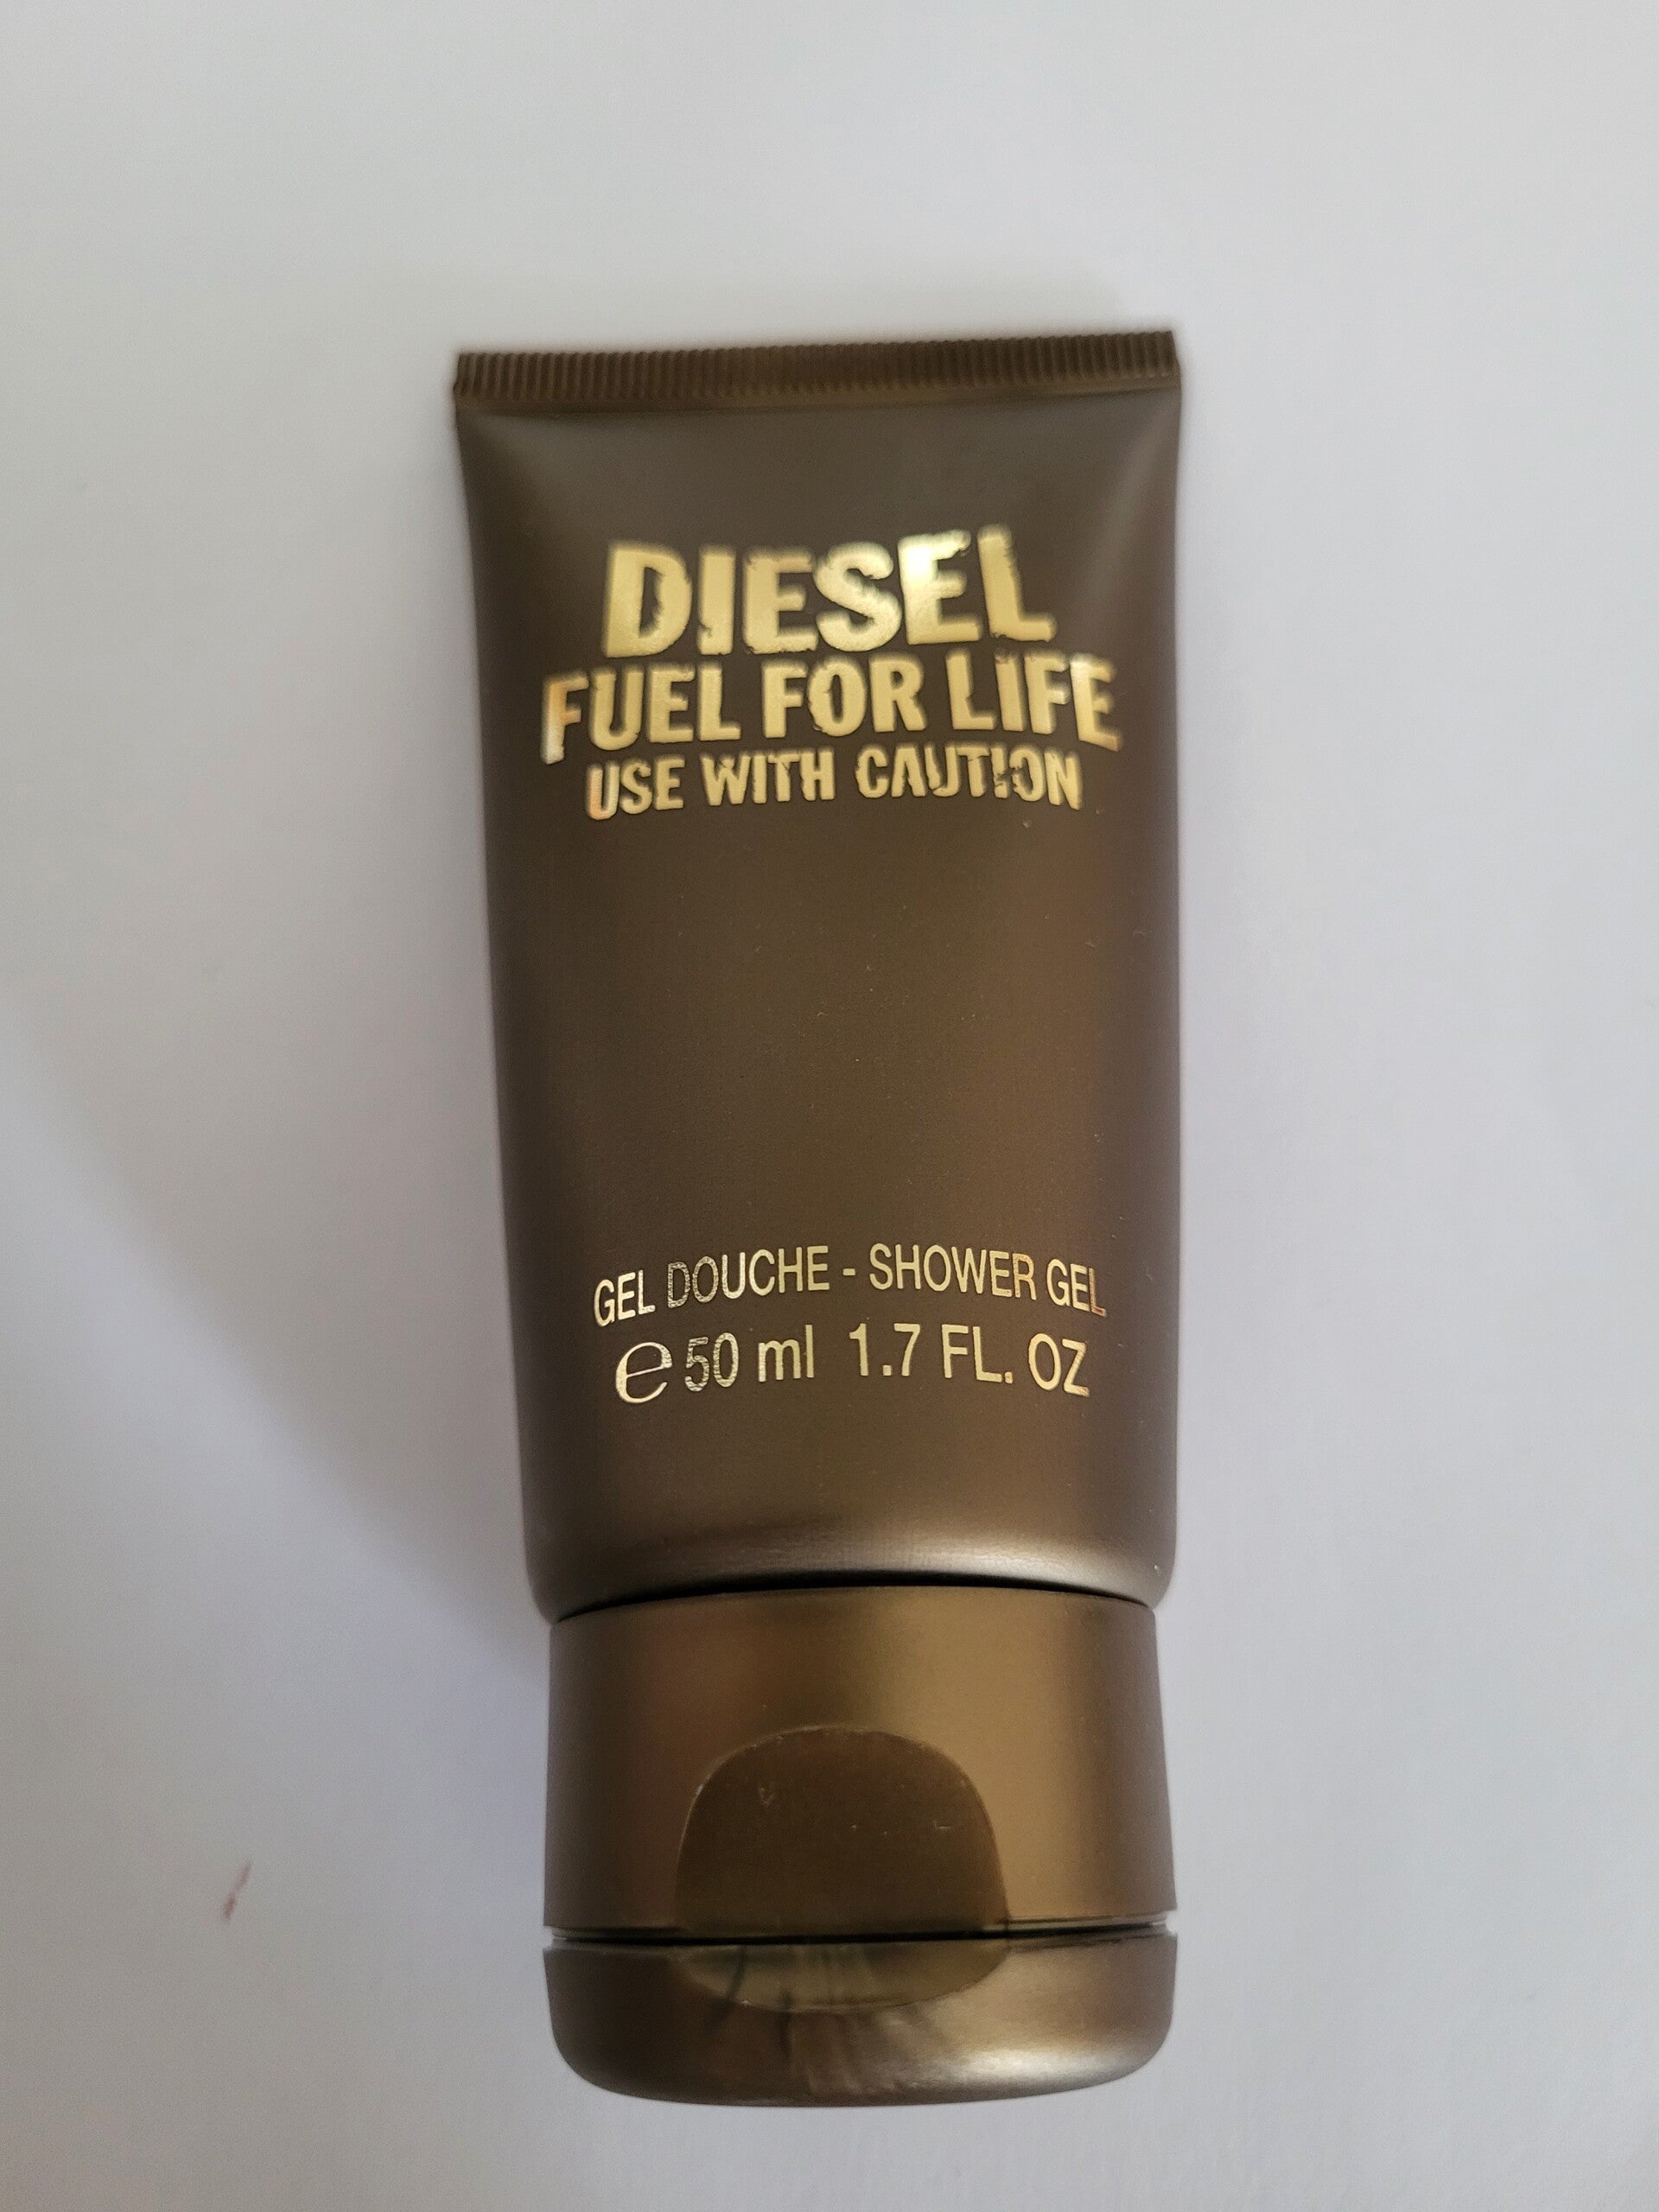 DIESEL
FUEL FOR LIFE
USE WITH CAUTION
GEL DOUCHE - SHOWER GEL
℮ 50 ml 1.7 FL. OZ